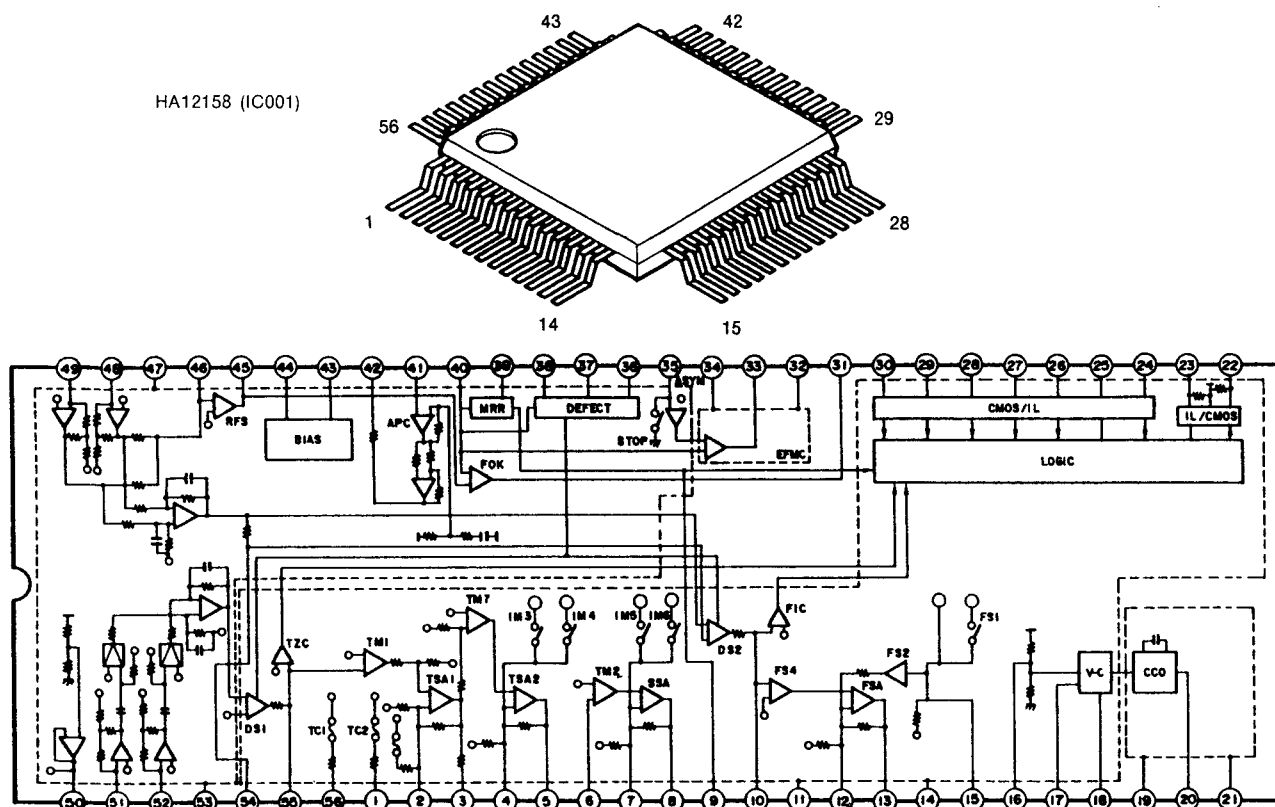 43 42
HA12158 (IC001)
56 29
1 28
14 15
49 48 47 46 45 44 43 42 41 40 39 38 37 36 35 34 33 32 31 30 29 28 27 26 25 24 23 22
RFS BIAS APC MRR DEFECT ASYM CMOS/IL IL/CMOS
STOP EFMC LOGIC
FOK
TM7 IM3 IM4 IM5 IM6 FIC FS1
TZC TM1 DS2
TSA1 TSA2 TM2 SSA FS4 FS2 FSA V-C CCO
DS1 TC1 TC2
50 51 52 53 54 55 56 1 2 3 4 5 6 7 8 9 10 11 12 13 14 15 16 17 18 19 20 21